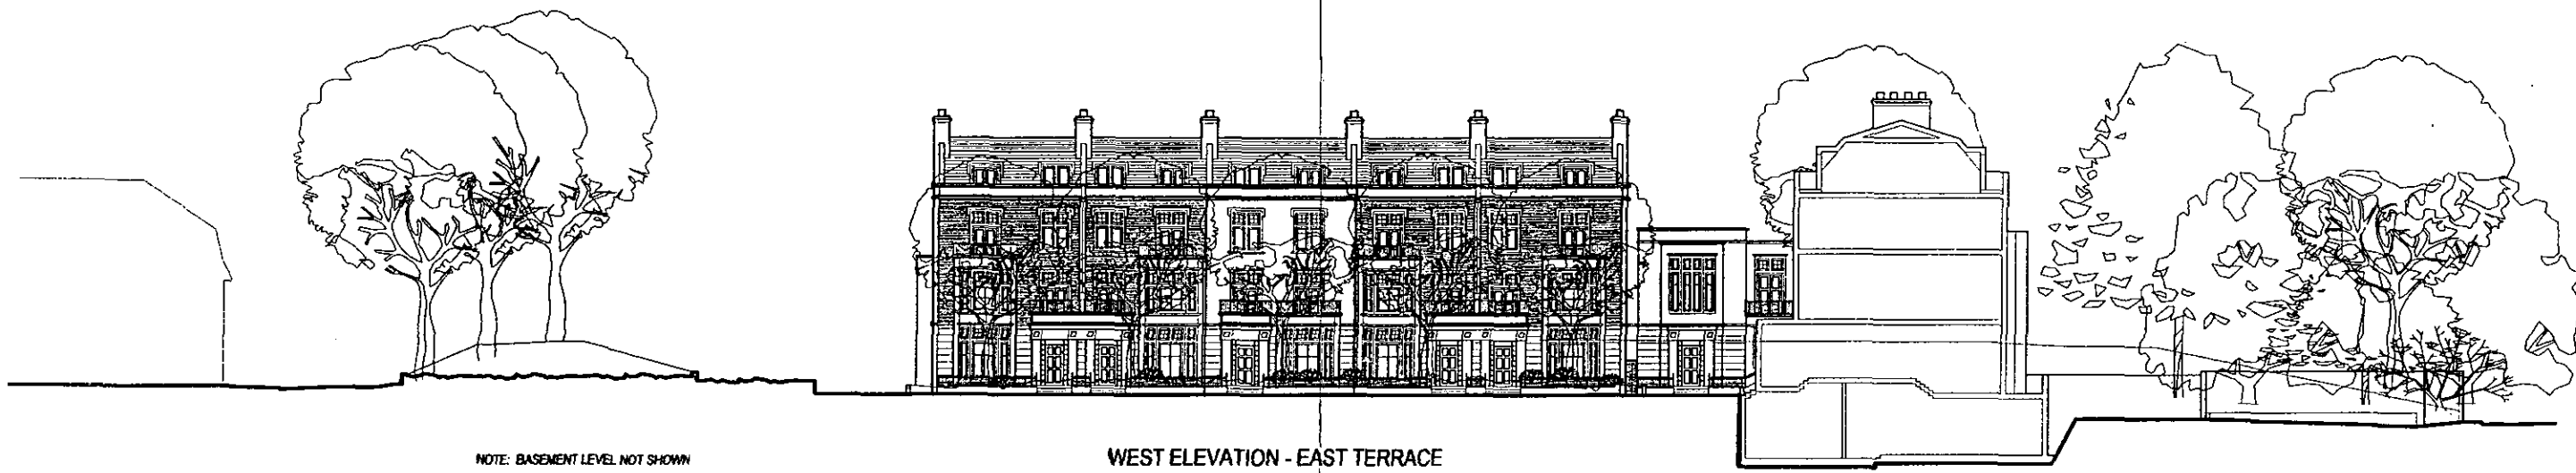 NOTE: BASEMENT LEVEL NOT SHOWN
WEST ELEVATION - EAST TERRACE